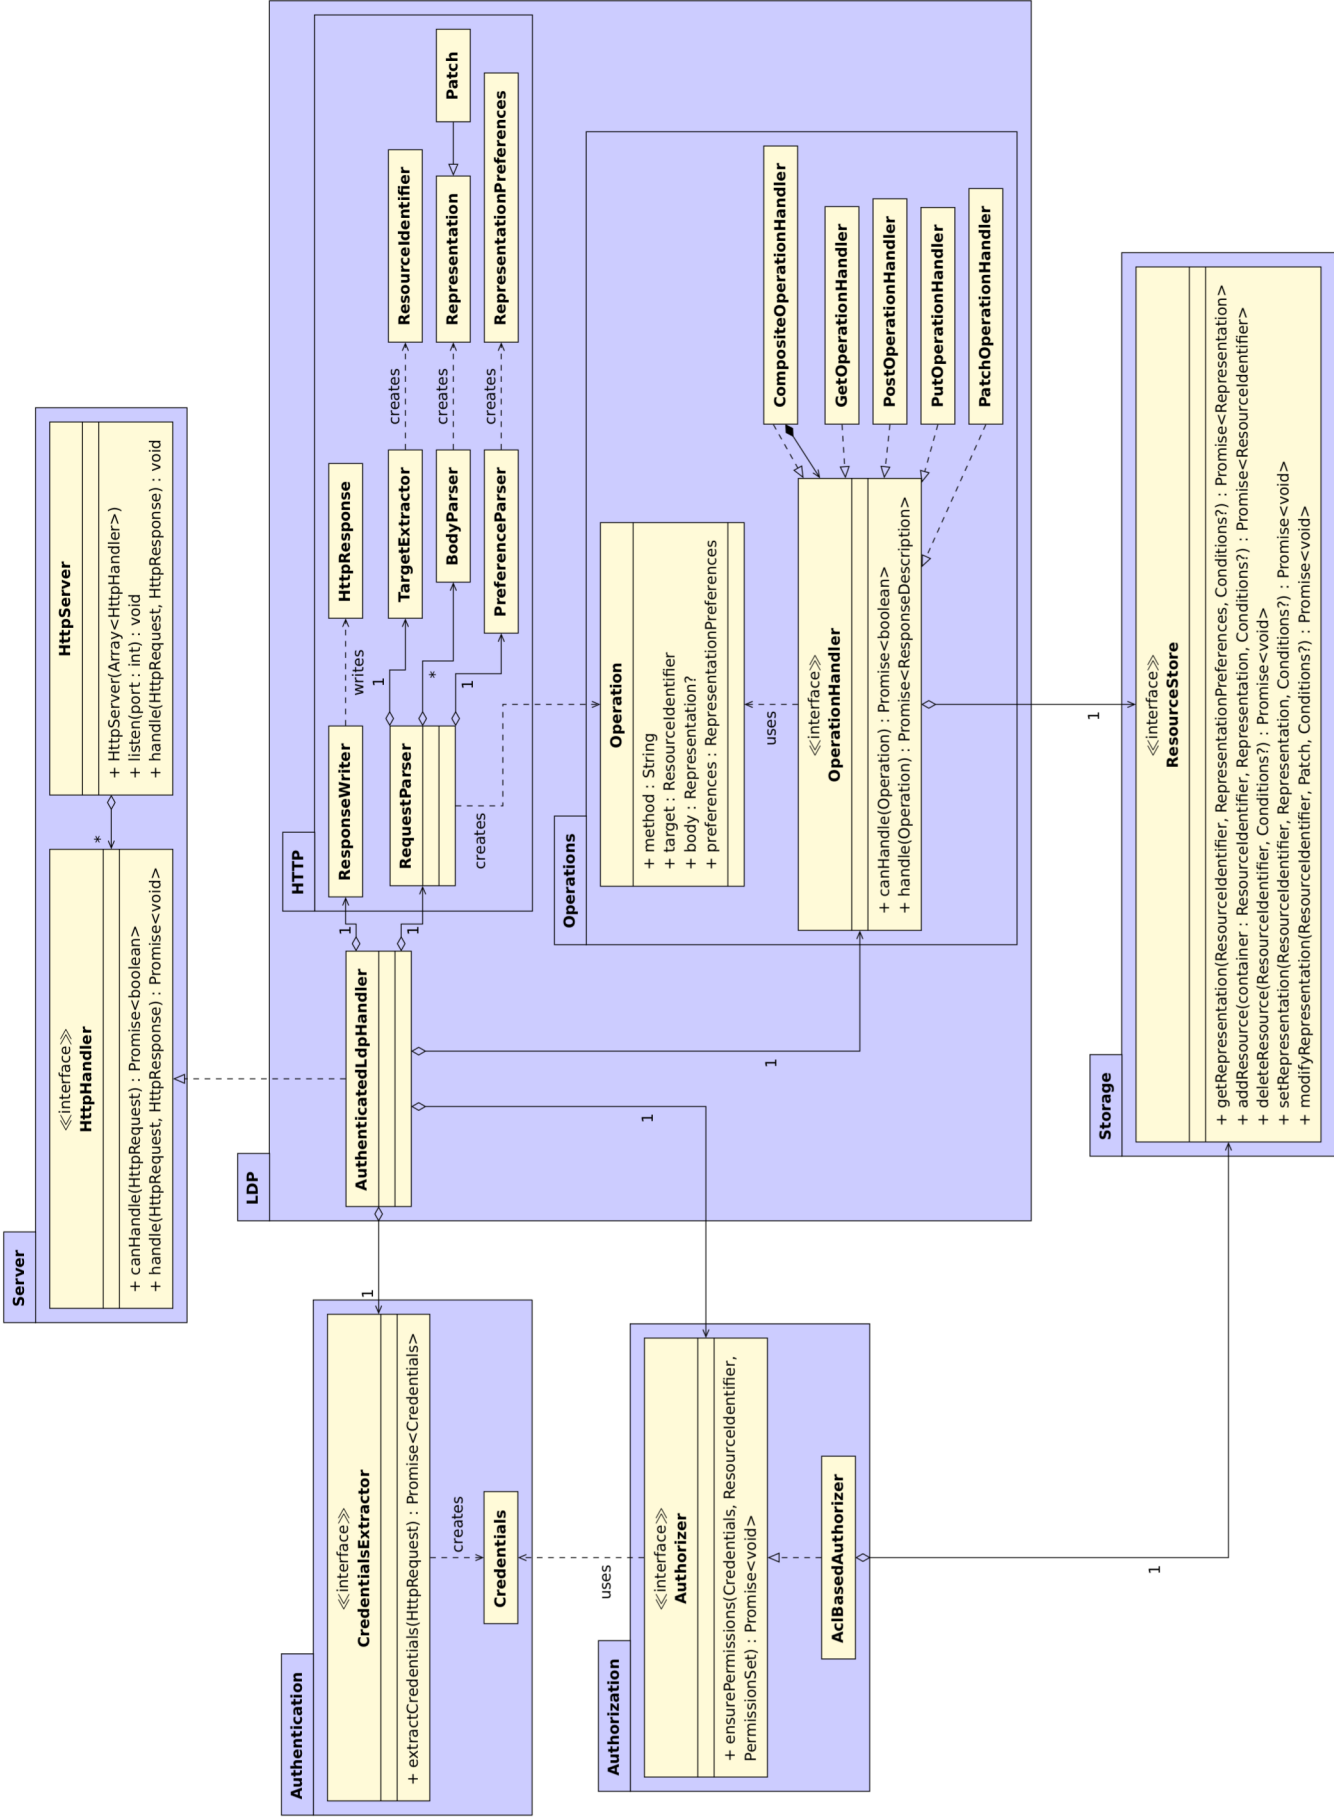 Server
≪interface≫
HttpHandler
+ canHandle(HttpRequest) : Promise<boolean>
+ handle(HttpRequest, HttpResponse) : Promise<void>
*
HttpServer
+ HttpServer(Array<HttpHandler>)
+ listen(port : int) : void
+ handle(HttpRequest, HttpResponse) : void
Authentication
≪interface≫
CredentialsExtractor
+ extractCredentials(HttpRequest) : Promise<Credentials>
creates
Credentials
1
LDP
AuthenticatedLdpHandler
1
1
HTTP
ResponseWriter
writes
HttpResponse
RequestParser
1
*
1
creates
TargetExtractor
creates
ResourceIdentifier
BodyParser
creates
Representation
Patch
PreferenceParser
creates
RepresentationPreferences
Authorization
uses
≪interface≫
Authorizer
+ ensurePermissions(Credentials, ResourceIdentifier,
PermissionSet) : Promise<void>
AclBasedAuthorizer
1
1
Operations
Operation
+ method : String
+ target : ResourceIdentifier
+ body : Representation?
+ preferences : RepresentationPreferences
uses
≪interface≫
OperationHandler
+ canHandle(Operation) : Promise<boolean>
+ handle(Operation) : Promise<ResponseDescription>
CompositeOperationHandler
GetOperationHandler
PostOperationHandler
PutOperationHandler
PatchOperationHandler
1
1
Storage
≪interface≫
ResourceStore
+ getRepresentation(ResourceIdentifier, RepresentationPreferences, Conditions?) : Promise<Representation>
+ addResource(container : ResourceIdentifier, Representation, Conditions?) : Promise<ResourceIdentifier>
+ deleteResource(ResourceIdentifier, Conditions?) : Promise<void>
+ setRepresentation(ResourceIdentifier, Representation, Conditions?) : Promise<void>
+ modifyRepresentation(ResourceIdentifier, Patch, Conditions?) : Promise<void>